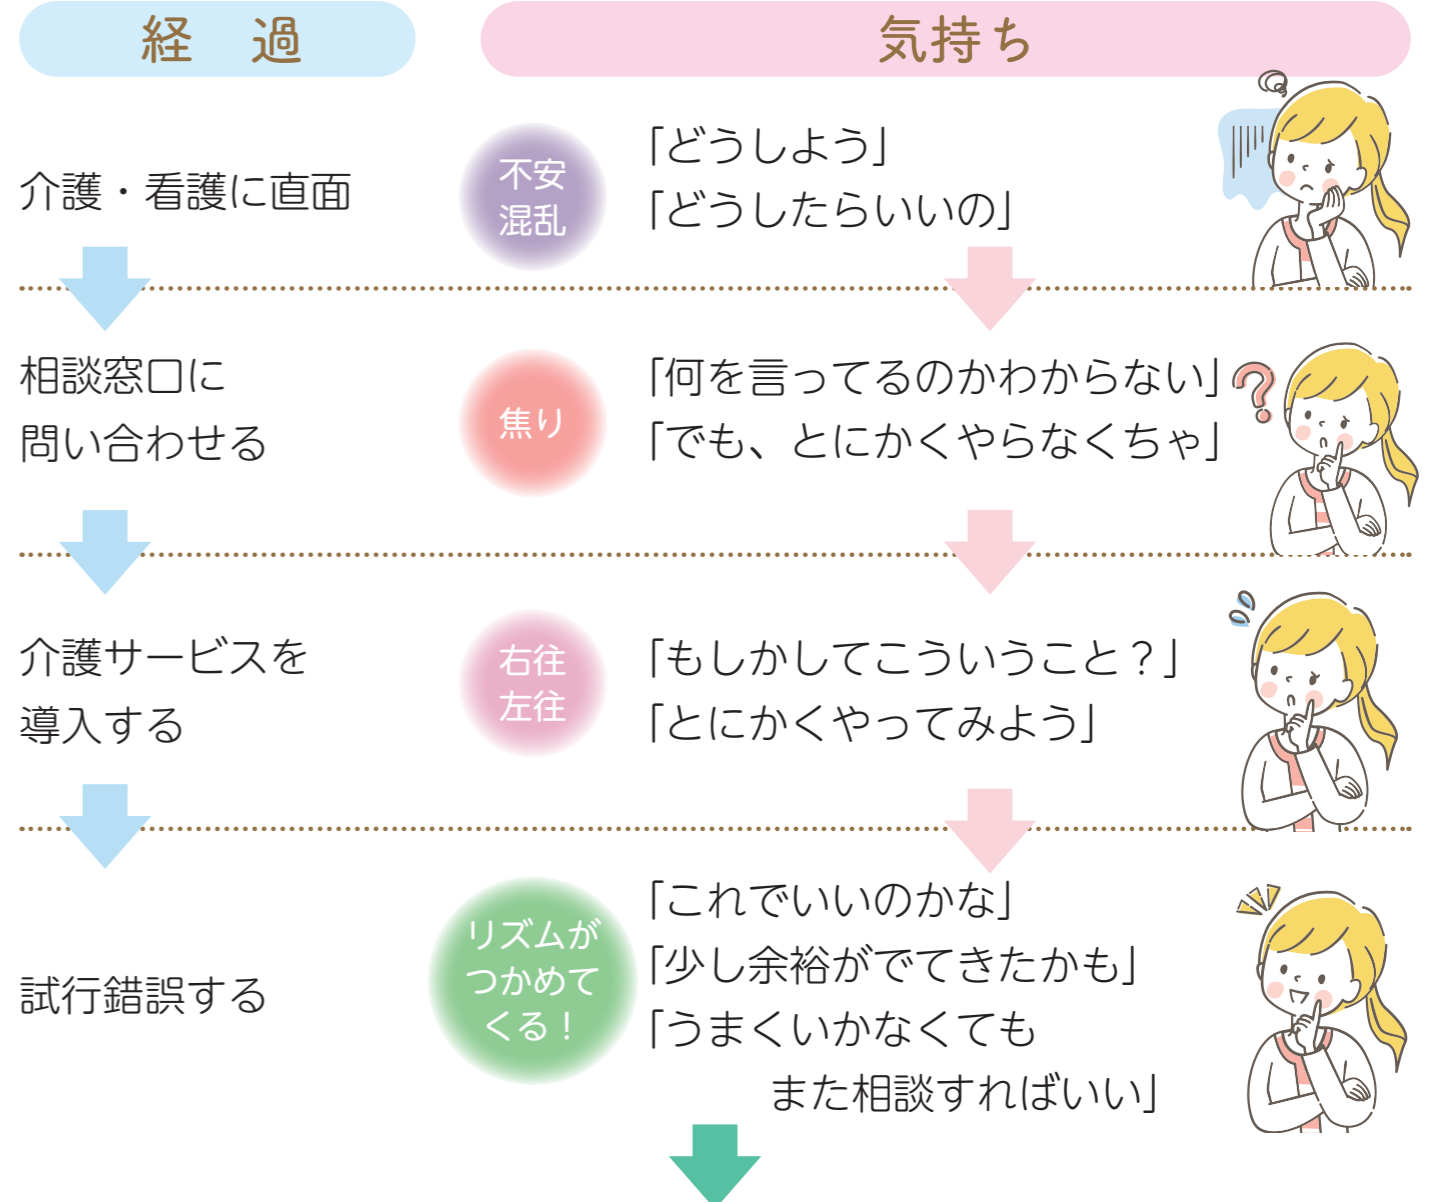 経　過
気持ち
介護・看護に直面
不安
混乱
「どうしよう」
「どうしたらいいの」
相談窓口に
問い合わせる
焦り
「何を言ってるのかわからない」
「でも、とにかくやらなくちゃ」
介護サービスを
導入する
右往
左往
「もしかしてこういうこと？」
「とにかくやってみよう」
試行錯誤する
リズムが
つかめて
くる！
「これでいいのかな」
「少し余裕がでてきたかも」
「うまくいかなくても
また相談すればいい」